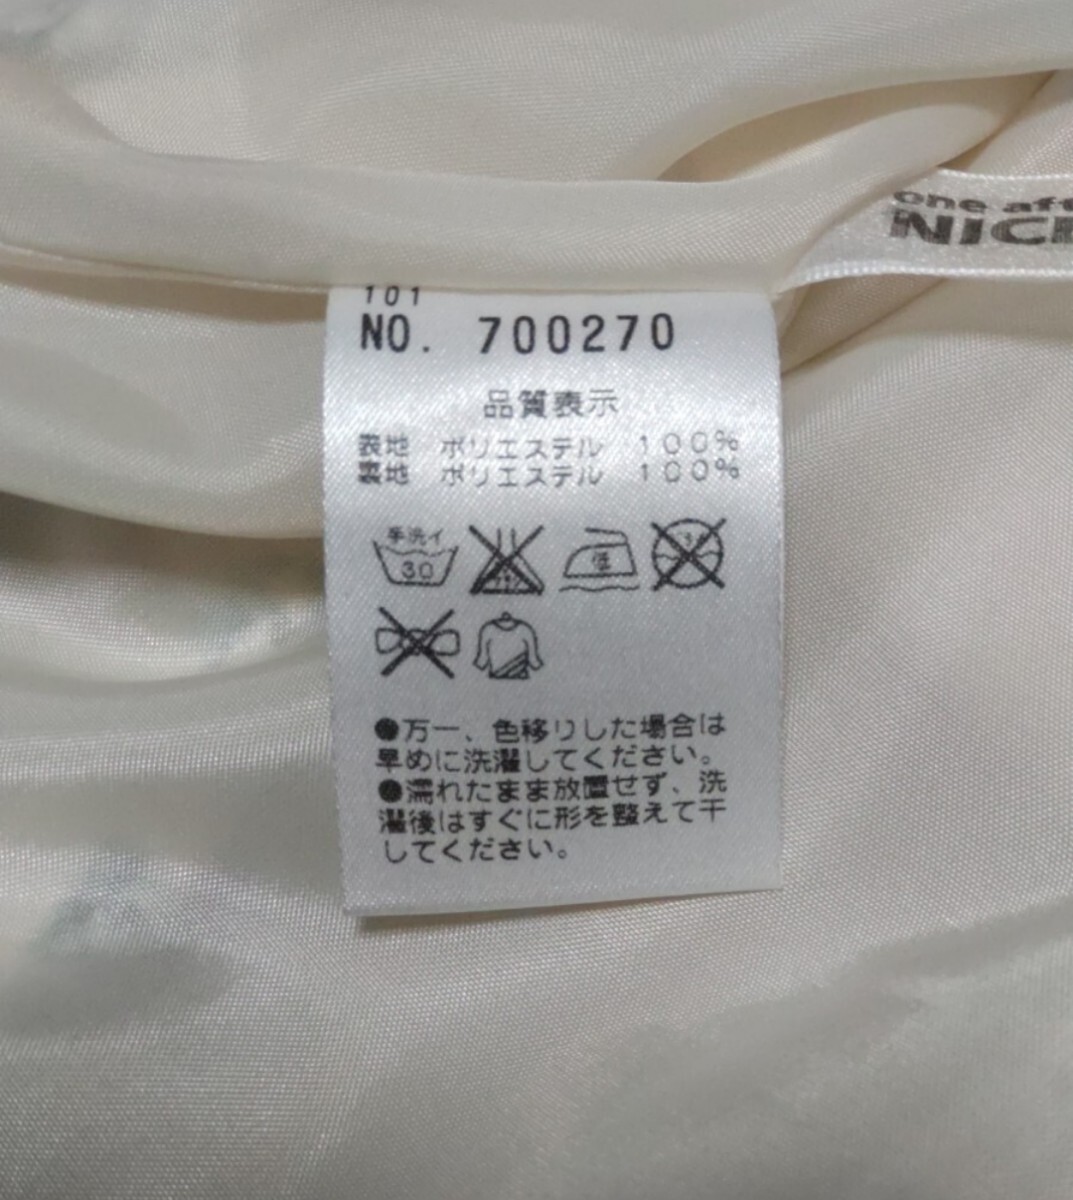 one aft
NIC
101
NO. 700270
品質表示
表地 ポリエステル 100%
裏地 ポリエステル 100%
手洗イ
30
低
●万一、色移りした場合は
早めに洗濯してください。
●濡れたまま放置せず、洗
濯後はすぐに形を整えて干
してください。